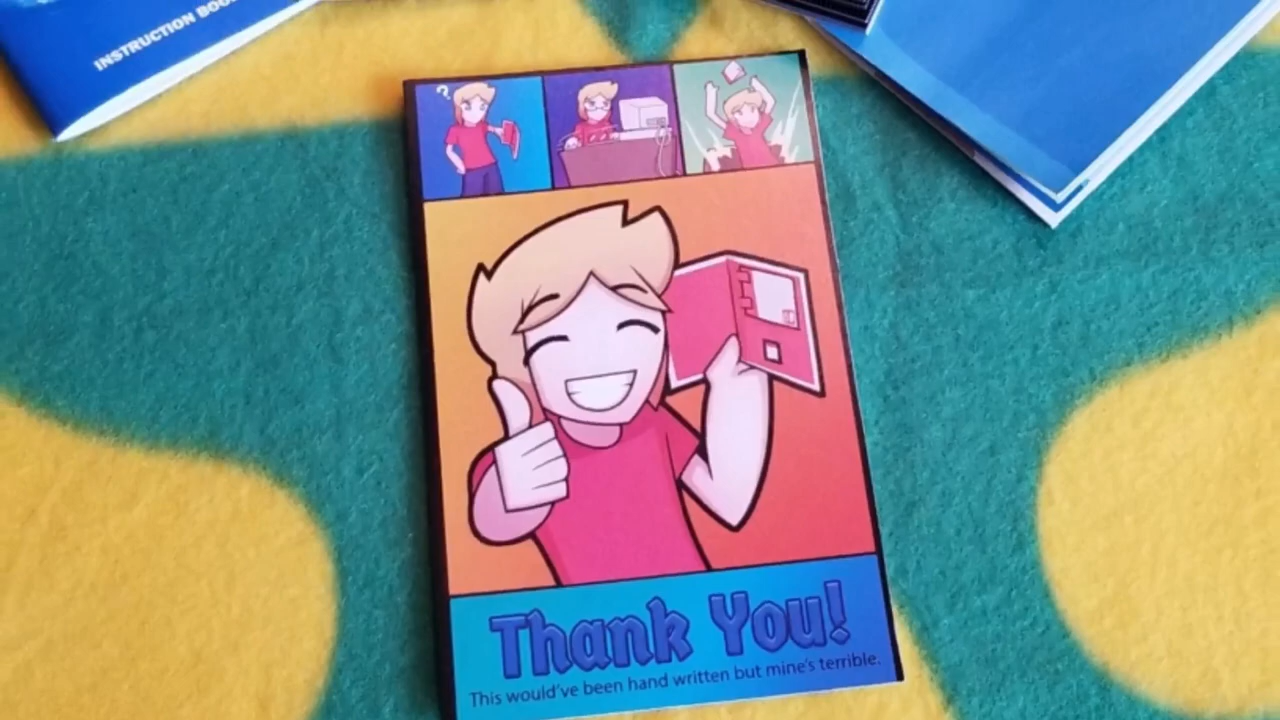 INSTRUCTION BOO
?
Thank You!
This would've been hand written but mine's terrible.